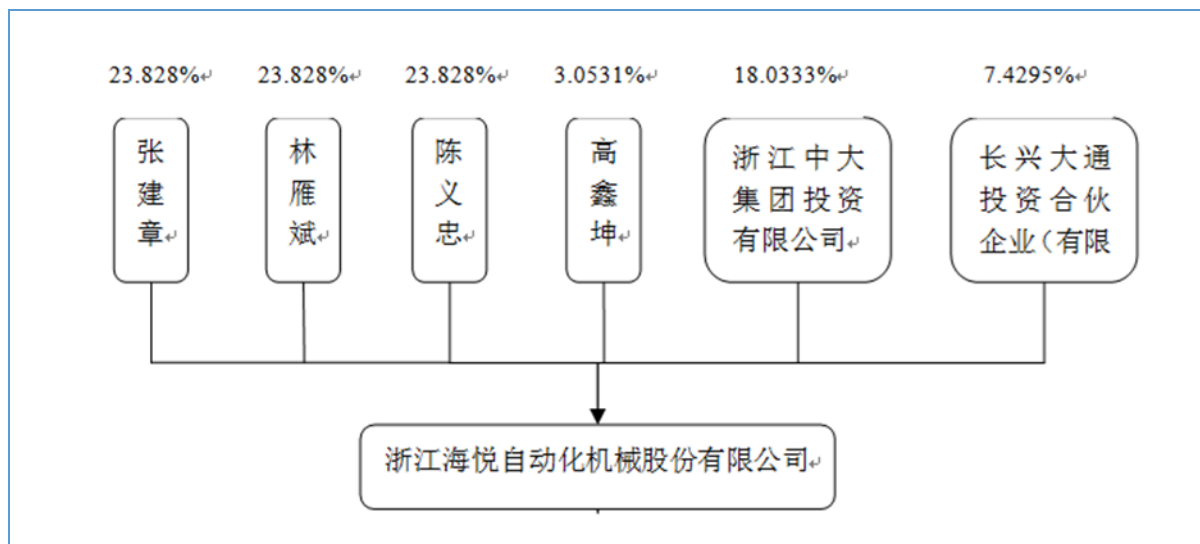 23.828% 23.828% 23.828% 3.0531% 18.0333% 7.4295%
张建章
林雁斌
陈义忠
高鑫坤
浙江中大
集团投资
有限公司
长兴大通
投资合伙
企业（有限
浙江海悦自动化机械股份有限公司